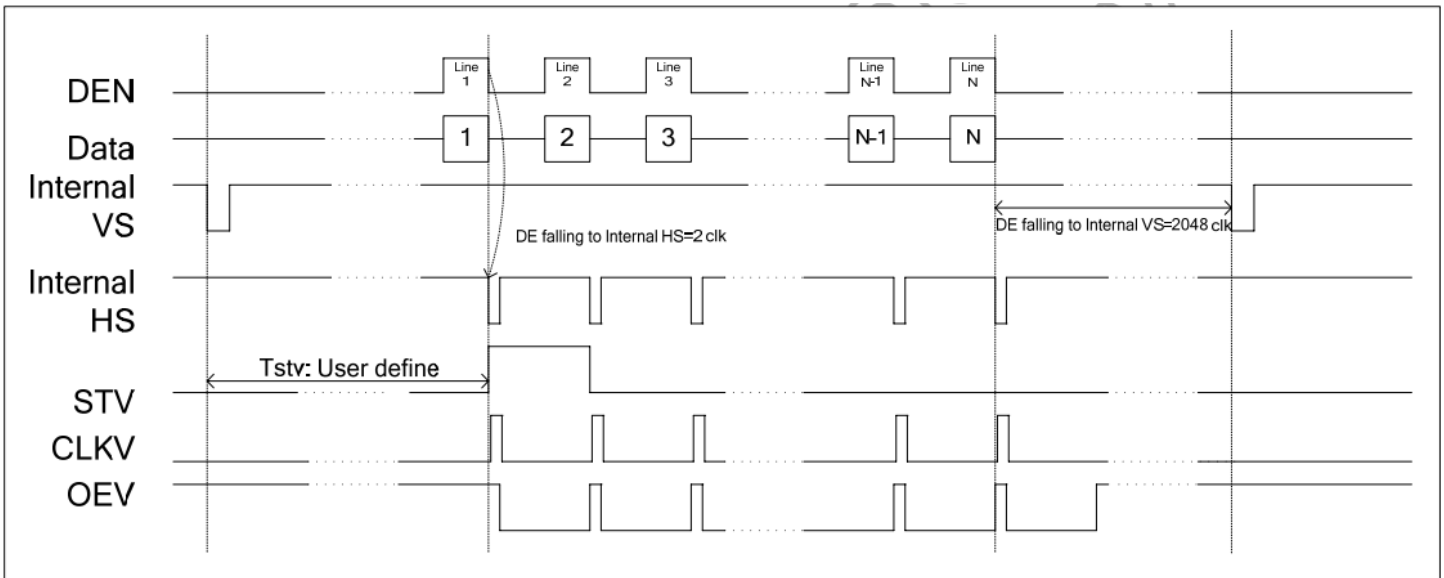 DEN
Line 1
Line 2
Line 3
Line N-1
Line N
Data
1
2
3
N-1
N
Internal VS
DE falling to Internal HS=2 clk
DE falling to Internal VS=2048 clk
Internal HS
Tstv: User define
STV
CLKV
OEV